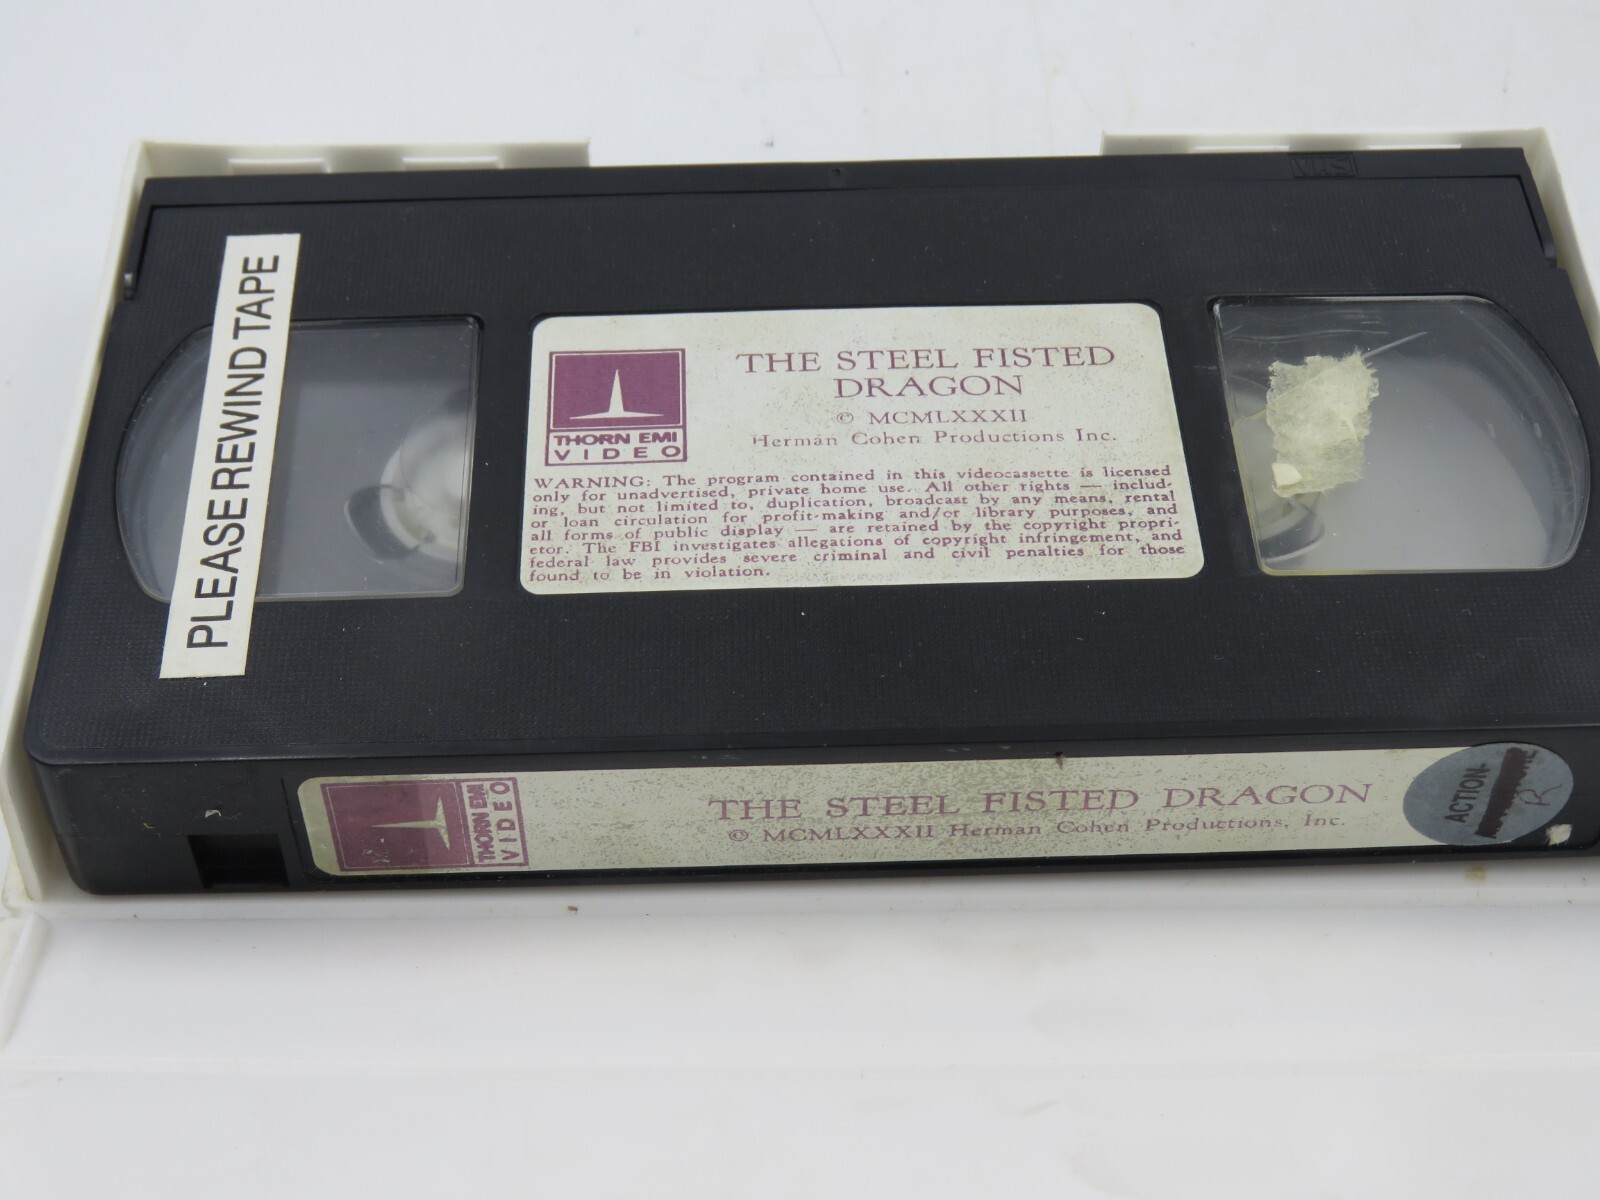 VHS
PLEASE REWIND TAPE
THORN EMI
VIDEO
THE STEEL FISTED
DRAGON
© MCMLXXXII
Herman Cohen Productions Inc.
WARNING: The program contained in this videocassette is licensed
only for unadvertised, private home use. All other rights — includ-
ing, but not limited to, duplication, broadcast by any means, rental
or loan circulation for profit-making and/or library purposes, and
all forms of public display — are retained by the copyright propri-
etor. The FBI investigates allegations of copyright infringement, and
federal law provides severe criminal and civil penalties for those
found to be in violation.
THORN EMI
VIDEO
THE STEEL FISTED DRAGON
© MCMLXXXII Herman Cohen Productions, Inc.
ACTION-
R